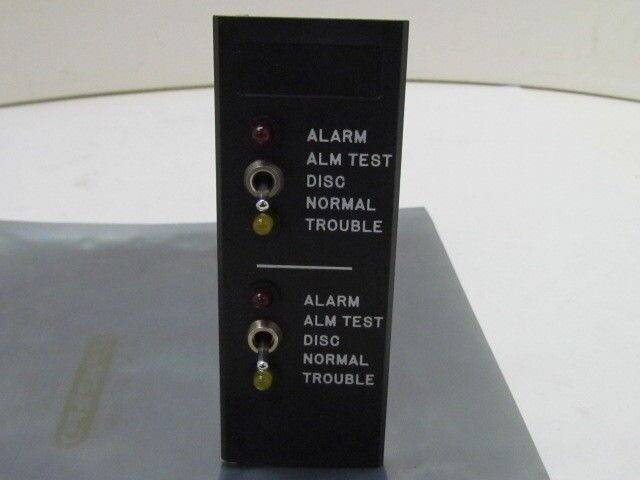 ALARM
ALM TEST
DISC
NORMAL
TROUBLE
ALARM
ALM TEST
DISC
NORMAL
TROUBLE